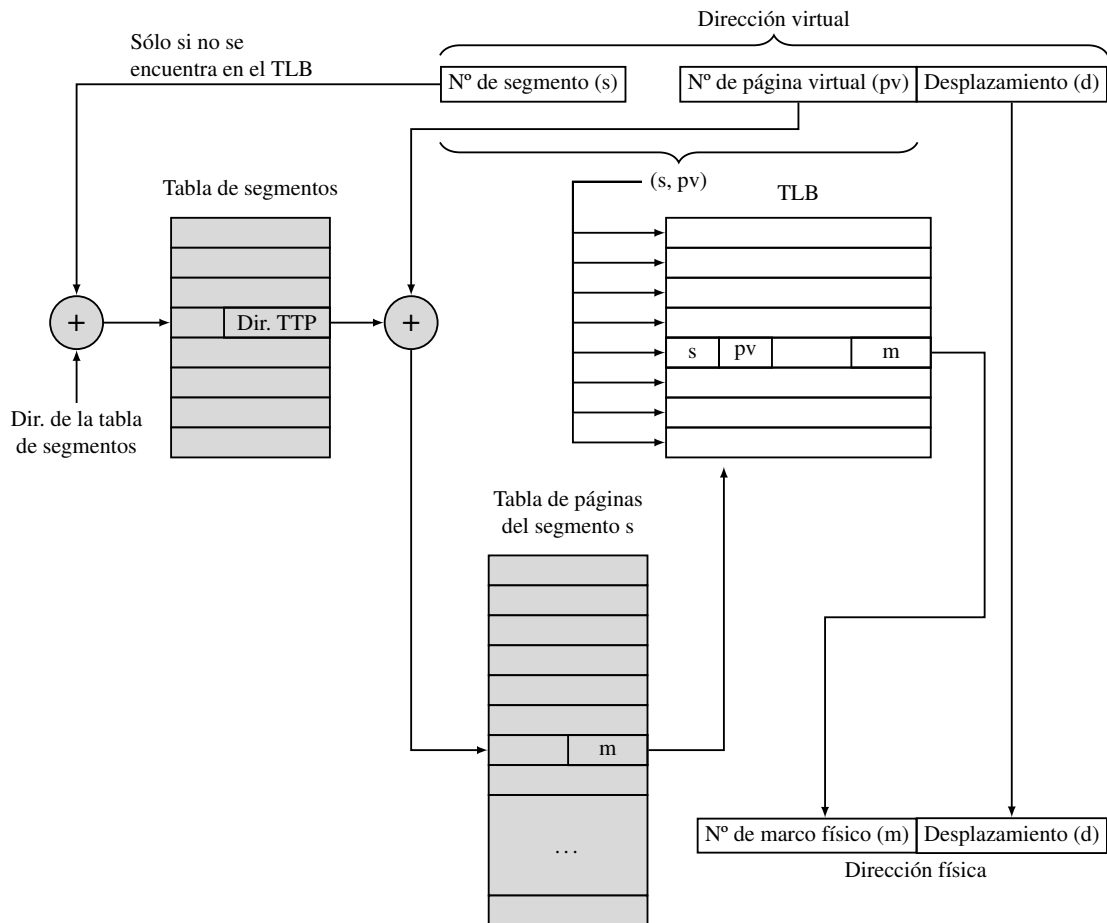 Dirección virtual
Sólo si no se
encuentra en el TLB
Nº de segmento (s)
Nº de página virtual (pv)
Desplazamiento (d)
(s, pv)
Tabla de segmentos
TLB
Dir. TTP
+
+
s
pv
m
Dir. de la tabla
de segmentos
Tabla de páginas
del segmento s
m
...
Nº de marco físico (m)
Desplazamiento (d)
Dirección física